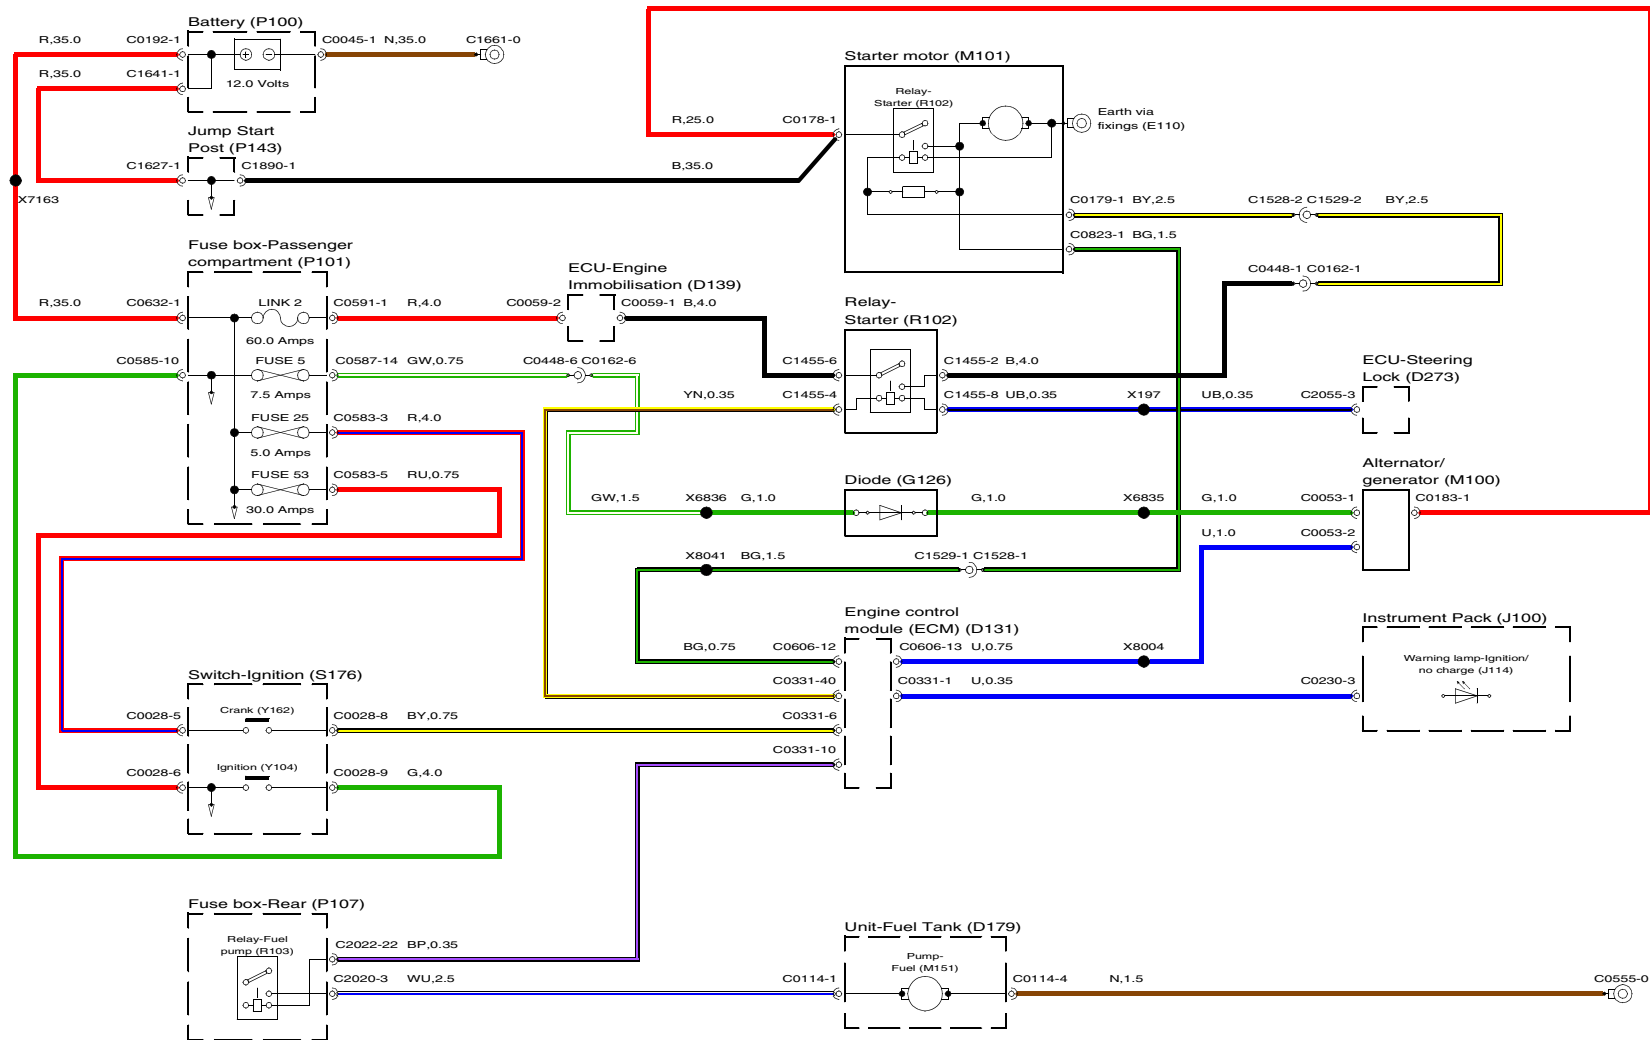 Battery (P100)
R,35.0 C0192-1 C0045-1 N,35.0 C1661-0
R,35.0 C1641-1 12.0 Volts
Jump Start
Post (P143)
C1627-1 C1890-1 B,35.0
X7163
Starter motor (M101)
Relay-
Starter (R102)
R,25.0 C0178-1
Earth via
fixings (E110)
C0179-1 BY,2.5 C1528-2 C1529-2 BY,2.5
C0823-1 BG,1.5
C0448-1 C0162-1
Fuse box-Passenger
compartment (P101)
R,35.0 C0632-1 LINK 2 C0591-1 R,4.0
60.0 Amps
C0585-10 FUSE 5 C0587-14 GW,0.75 C0448-6 C0162-6
7.5 Amps
FUSE 25 C0583-3 R,4.0
5.0 Amps
FUSE 53 C0583-5 RU,0.75
30.0 Amps
ECU-Engine
Immobilisation (D139)
C0059-2 C0059-1 B,4.0
Relay-
Starter (R102)
C1455-6 C1455-2 B,4.0
YN,0.35 C1455-4 C1455-8 UB,0.35 X197 UB,0.35 C2055-3
ECU-Steering
Lock (D273)
Diode (G126)
GW,1.5 X6836 G,1.0 G,1.0 X6835 G,1.0 C0053-1
Alternator/
generator (M100)
C0183-1
U,1.0 C0053-2
X8041 BG,1.5 C1529-1 C1528-1
Engine control
module (ECM) (D131)
BG,0.75 C0606-12 C0606-13 U,0.75 X8004
C0331-40 C0331-1 U,0.35 C0230-3
C0331-6
C0331-10
Instrument Pack (J100)
Warning lamp-Ignition/
no charge (J114)
Switch-Ignition (S176)
C0028-5 Crank (Y162) C0028-8 BY,0.75
C0028-6 Ignition (Y104) C0028-9 G,4.0
Fuse box-Rear (P107)
Relay-Fuel
pump (R103)
C2022-22 BP,0.35
C2020-3 WU,2.5
Unit-Fuel Tank (D179)
Pump-
Fuel (M151)
C0114-1 C0114-4 N,1.5 C0555-0